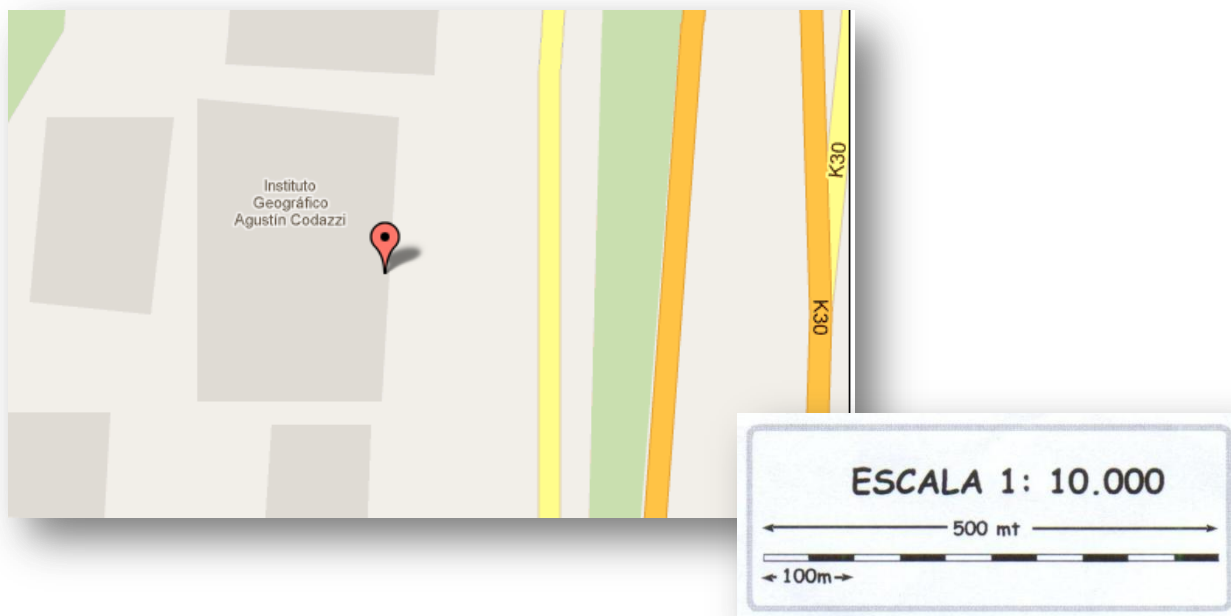 Instituto
Geográfico
Agustín Codazzi
K30
K30
ESCALA 1: 10.000
500 mt
100m